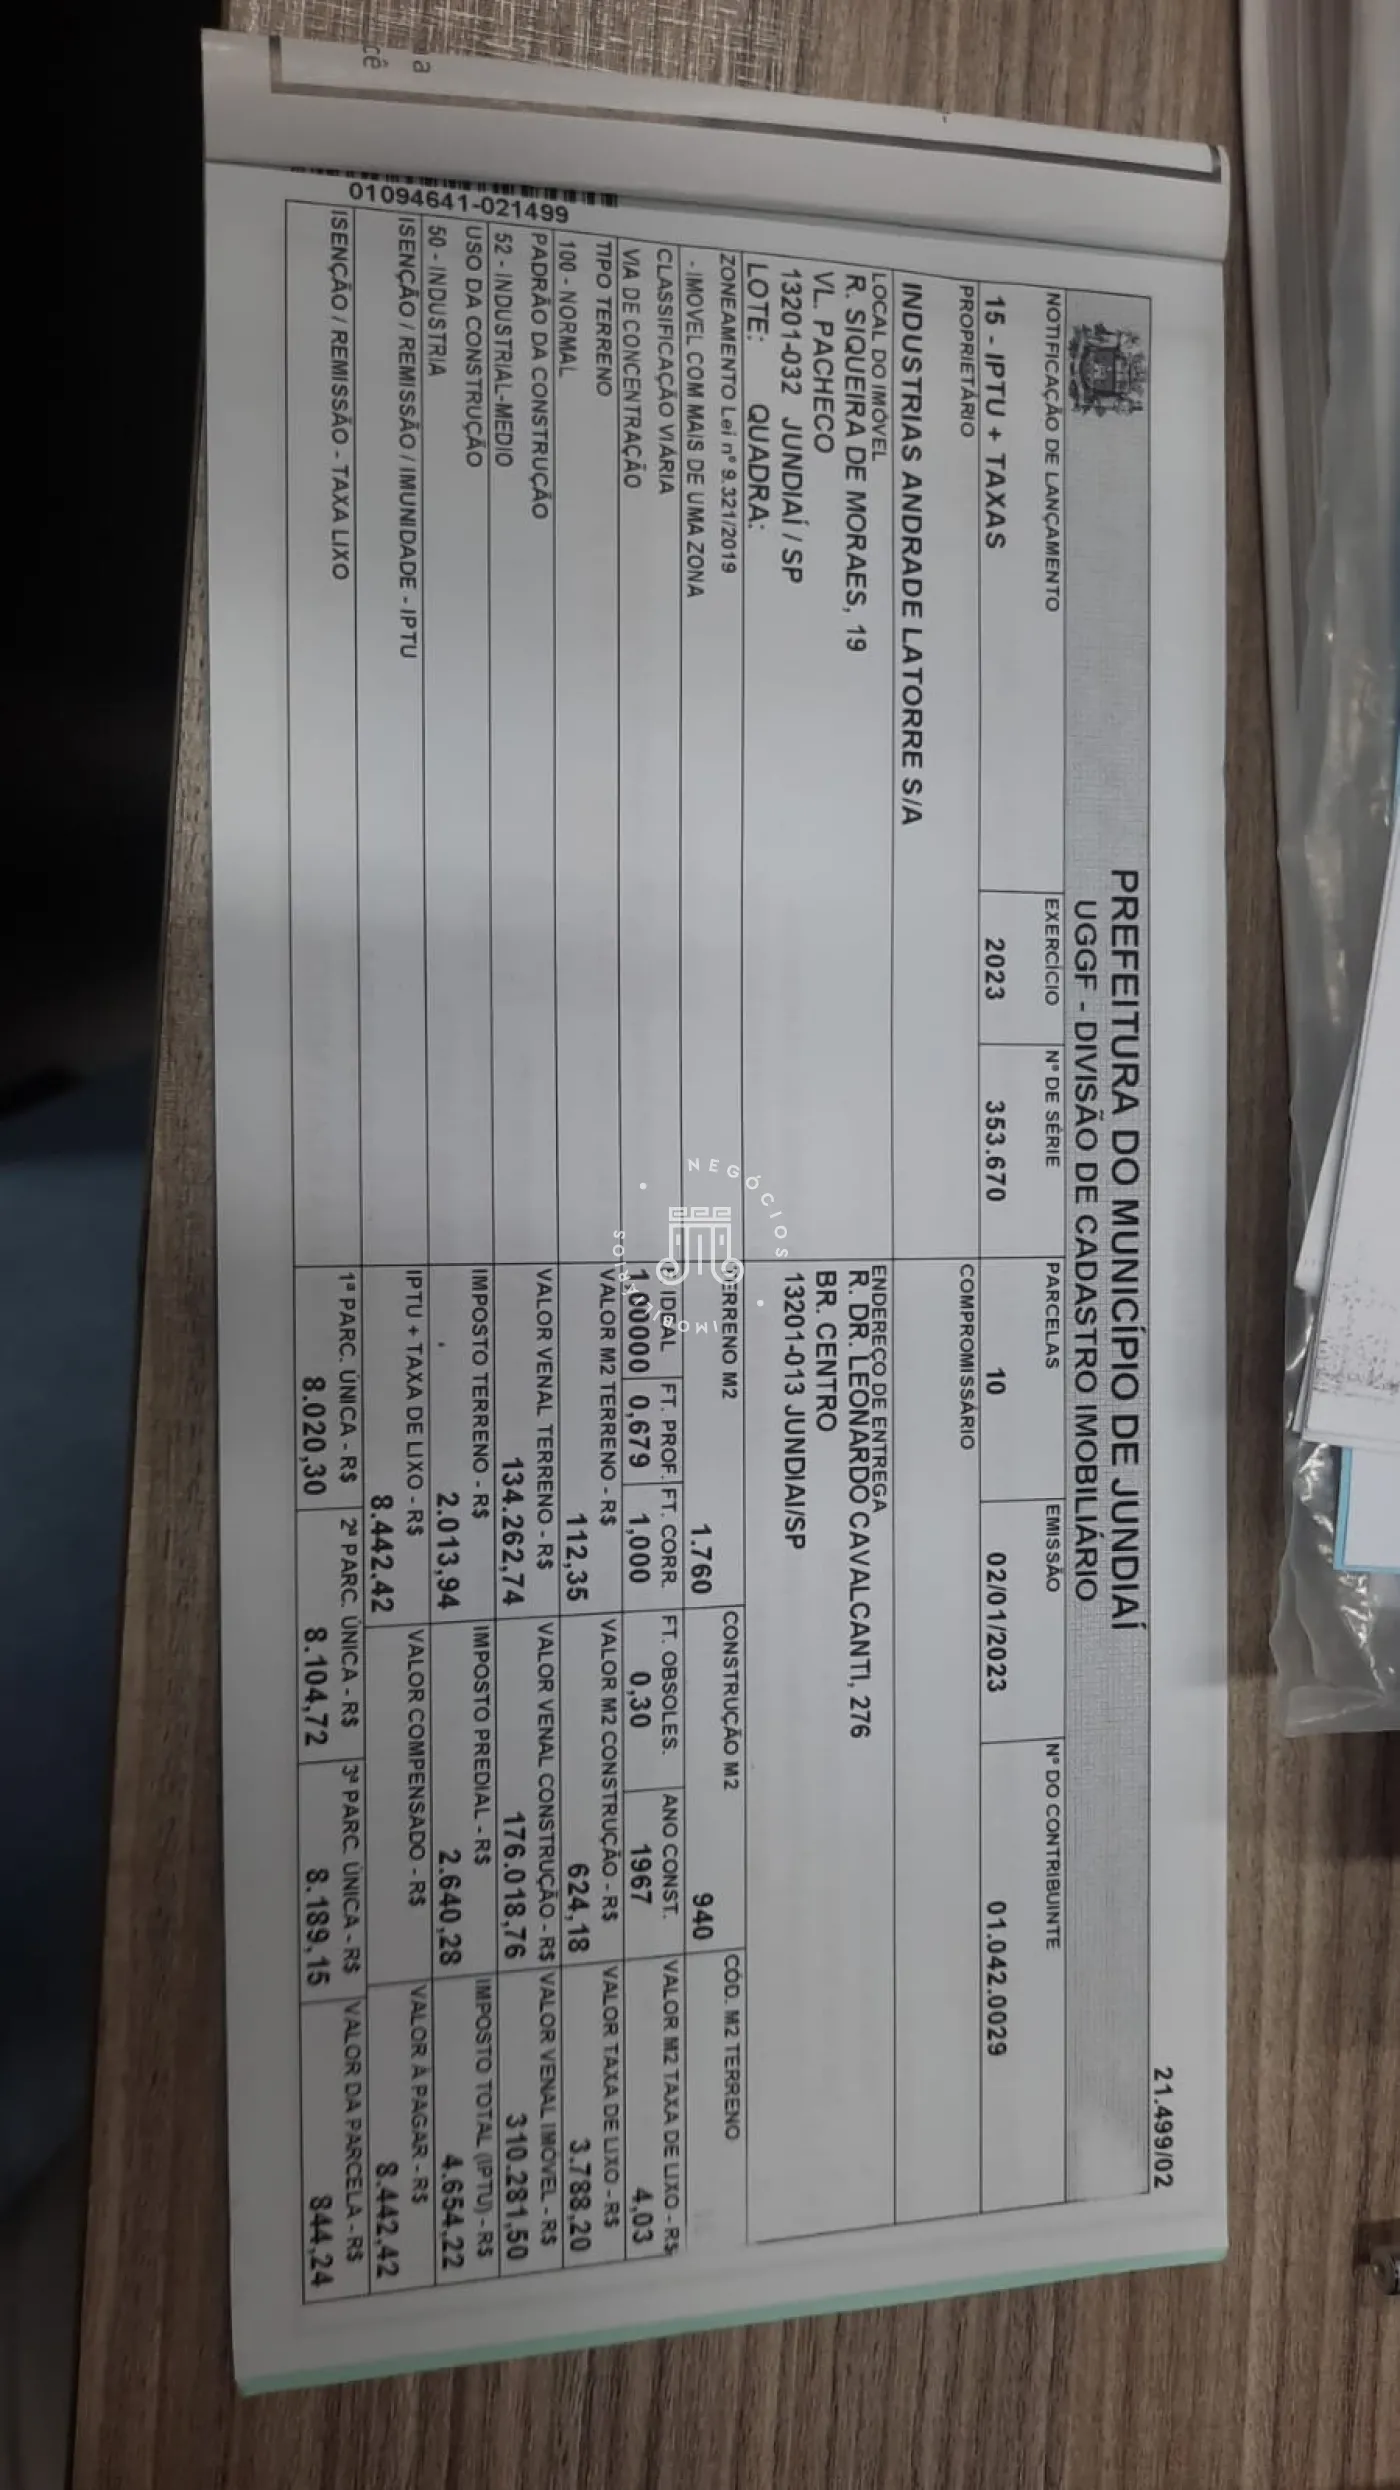 a
cê
01094641-021499
21.499/02
PREFEITURA DO MUNICÍPIO DE JUNDIAÍ
UGGF - DIVISÃO DE CADASTRO IMOBILIÁRIO
NOTIFICAÇÃO DE LANÇAMENTO EXERCÍCIO Nº DE SÉRIE PARCELAS EMISSÃO Nº DO CONTRIBUINTE
15 - IPTU + TAXAS 2023 353.670 10 02/01/2023 01.042.0029
PROPRIETÁRIO COMPROMISSÁRIO
INDUSTRIAS ANDRADE LATORRE S/A
LOCAL DO IMÓVEL ENDEREÇO DE ENTREGA
R. SIQUEIRA DE MORAES, 19 R. DR. LEONARDO CAVALCANTI, 276
VL. PACHECO BR. CENTRO
13201-032 JUNDIAÍ / SP 13201-013 JUNDIAI/SP
LOTE: QUADRA:
ZONEAMENTO Lei nº 9.321/2019 TERRENO M2 CONSTRUÇÃO M2 CÓD. M2 TERRENO
- IMOVEL COM MAIS DE UMA ZONA 1.760 940
CLASSIFICAÇÃO VIÁRIA IDEAL FT. PROF. FT. CORR. FT. OBSOLES. ANO CONST. VALOR M2 TAXA DE LIXO - R$
VIA DE CONCENTRAÇÃO 1,00000 0,679 1,000 0,30 1967 4,03
TIPO TERRENO VALOR M2 TERRENO - R$ VALOR M2 CONSTRUÇÃO - R$ VALOR TAXA DE LIXO - R$
100 - NORMAL 112,35 624,18 3.788,20
PADRÃO DA CONSTRUÇÃO VALOR VENAL TERRENO - R$ VALOR VENAL CONSTRUÇÃO - R$ VALOR VENAL IMÓVEL - R$
52 - INDUSTRIAL-MEDIO 134.262,74 176.018,76 310.281,50
USO DA CONSTRUÇÃO IMPOSTO TERRENO - R$ IMPOSTO PREDIAL - R$ IMPOSTO TOTAL (IPTU) - R$
50 - INDUSTRIA 2.013,94 2.640,28 4.654,22
ISENÇÃO / REMISSÃO / IMUNIDADE - IPTU IPTU + TAXA DE LIXO - R$ VALOR COMPENSADO - R$ VALOR À PAGAR - R$
8.442,42 8.442,42
ISENÇÃO / REMISSÃO - TAXA LIXO 1ª PARC. ÚNICA - R$ 2ª PARC. ÚNICA - R$ 3ª PARC. ÚNICA - R$ VALOR DA PARCELA - R$
8.020,30 8.104,72 8.189,15 844,24
NEGÓCIOS
IMOBILIÁRIOS